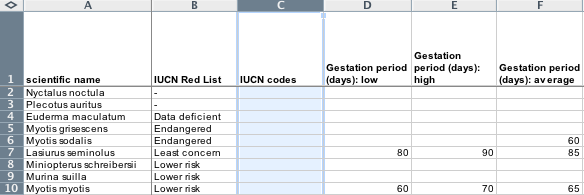 A B C D E F
Gestation
Gestation period period (days): Gestation period
1 scientific name IUCN Red List IUCN codes (days): low high (days): average
2 Nyctalus noctula -
3 Plecotus auritus -
4 Euderma maculatum Data deficient
5 Myotis grisescens Endangered
6 Myotis sodalis Endangered 60
7 Lasiurus seminolus Least concern 80 90 85
8 Miniopterus schreibersii Lower risk
9 Murina suilla Lower risk
10 Myotis myotis Lower risk 60 70 65